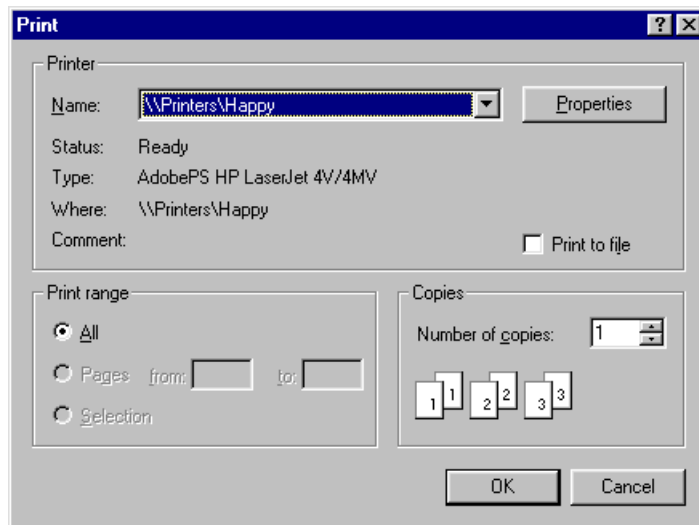 Print
Printer
Name: \\Printers\Happy Properties
Status: Ready
Type: AdobePS HP LaserJet 4V/4MV
Where: \\Printers\Happy
Comment: Print to file
Print range
All
Pages from: to:
Selection
Copies
Number of copies: 1
1 1 2 2 3 3
OK Cancel